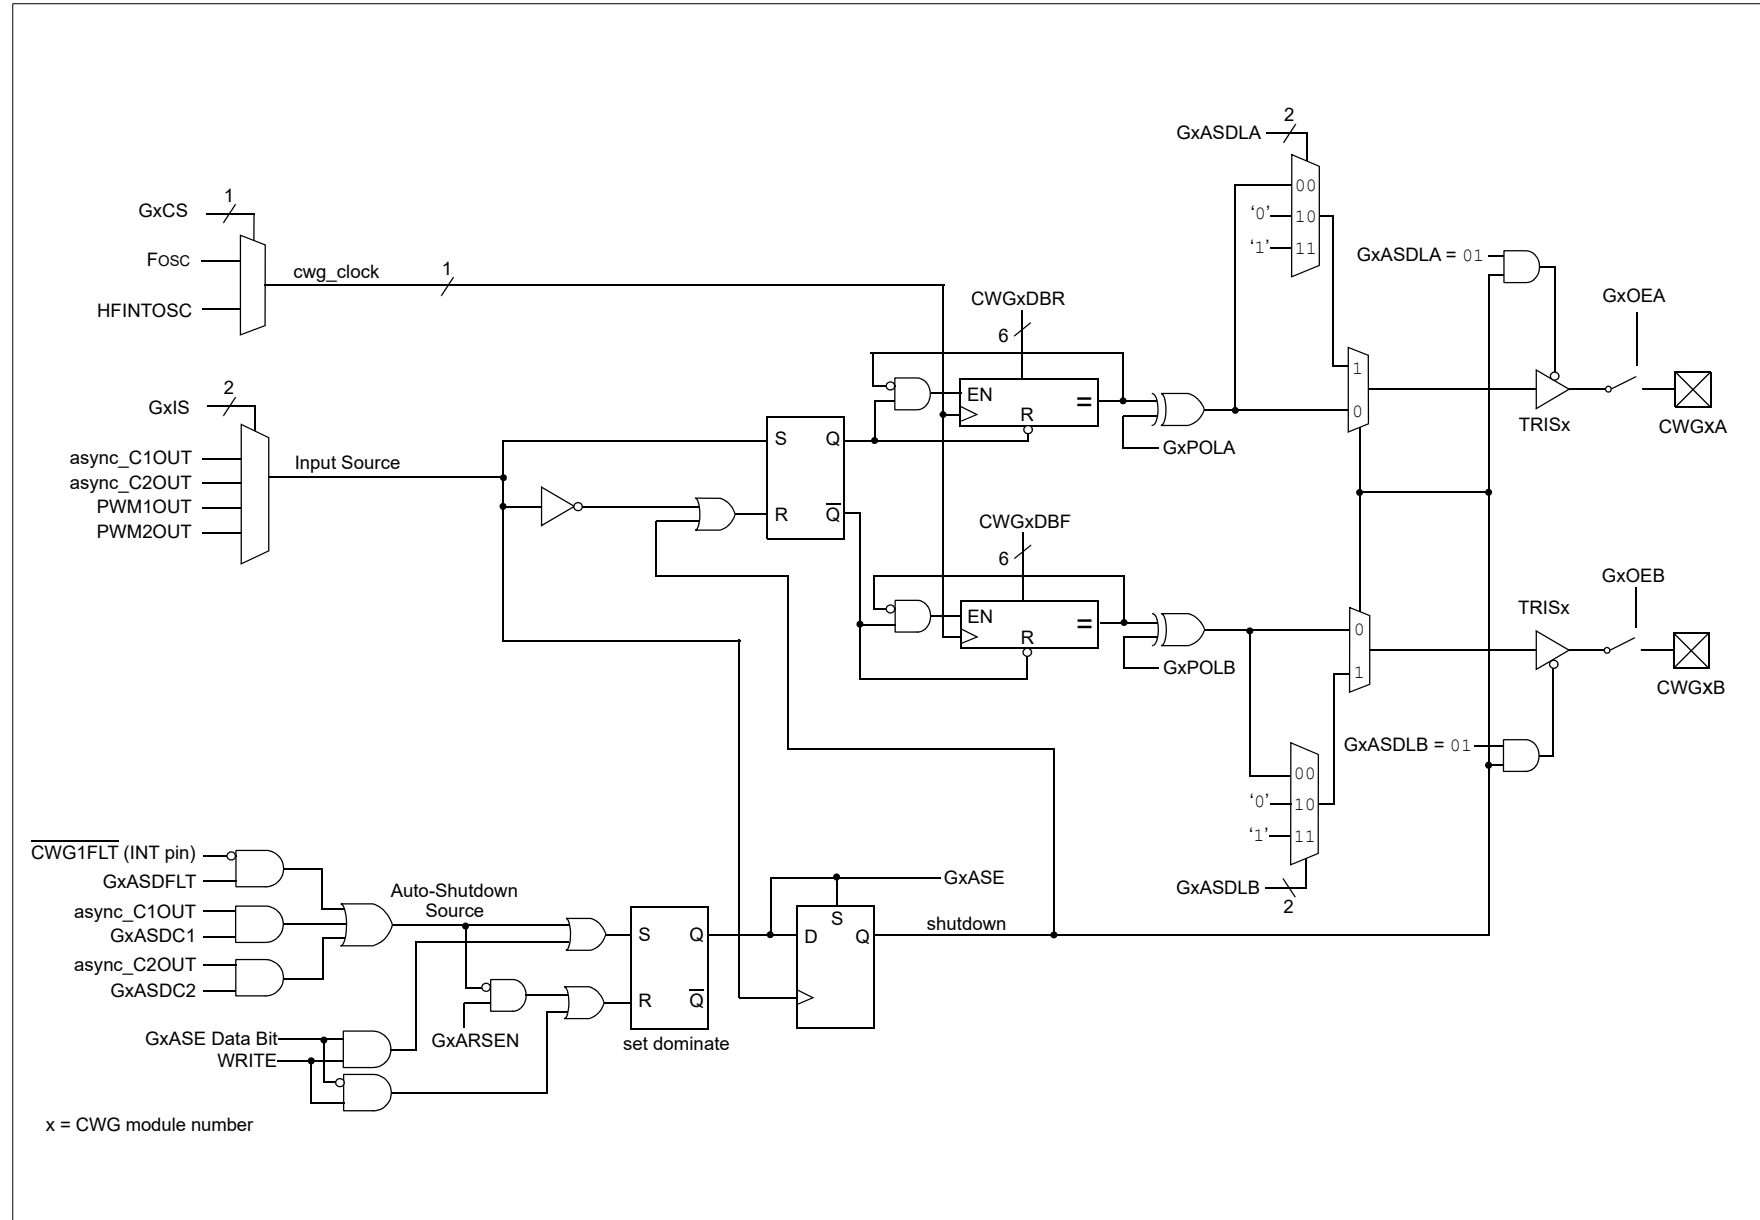 2
GxASDLA
00
‘0’
10
‘1’
11
1
GxCS
FOSC
HFINTOSC
cwg_clock
1
GxASDLA = 01
GxOEA
CWGxDBR
6
EN
=
R
1
0
TRISx
CWGxA
GxPOLA
2
GxIS
async_C1OUT
async_C2OUT
PWM1OUT
PWM2OUT
Input Source
S
Q
R
Q
CWGxDBF
6
EN
=
R
GxPOLB
0
1
TRISx
GxOEB
CWGxB
GxASDLB = 01
00
‘0’
10
‘1’
11
GxASDLB
2
CWG1FLT (INT pin)
GxASDFLT
async_C1OUT
GxASDC1
async_C2OUT
GxASDC2
Auto-Shutdown
Source
GxARSEN
GxASE Data Bit
WRITE
S
Q
R
Q
set dominate
GxASE
S
D
Q
shutdown
x = CWG module number